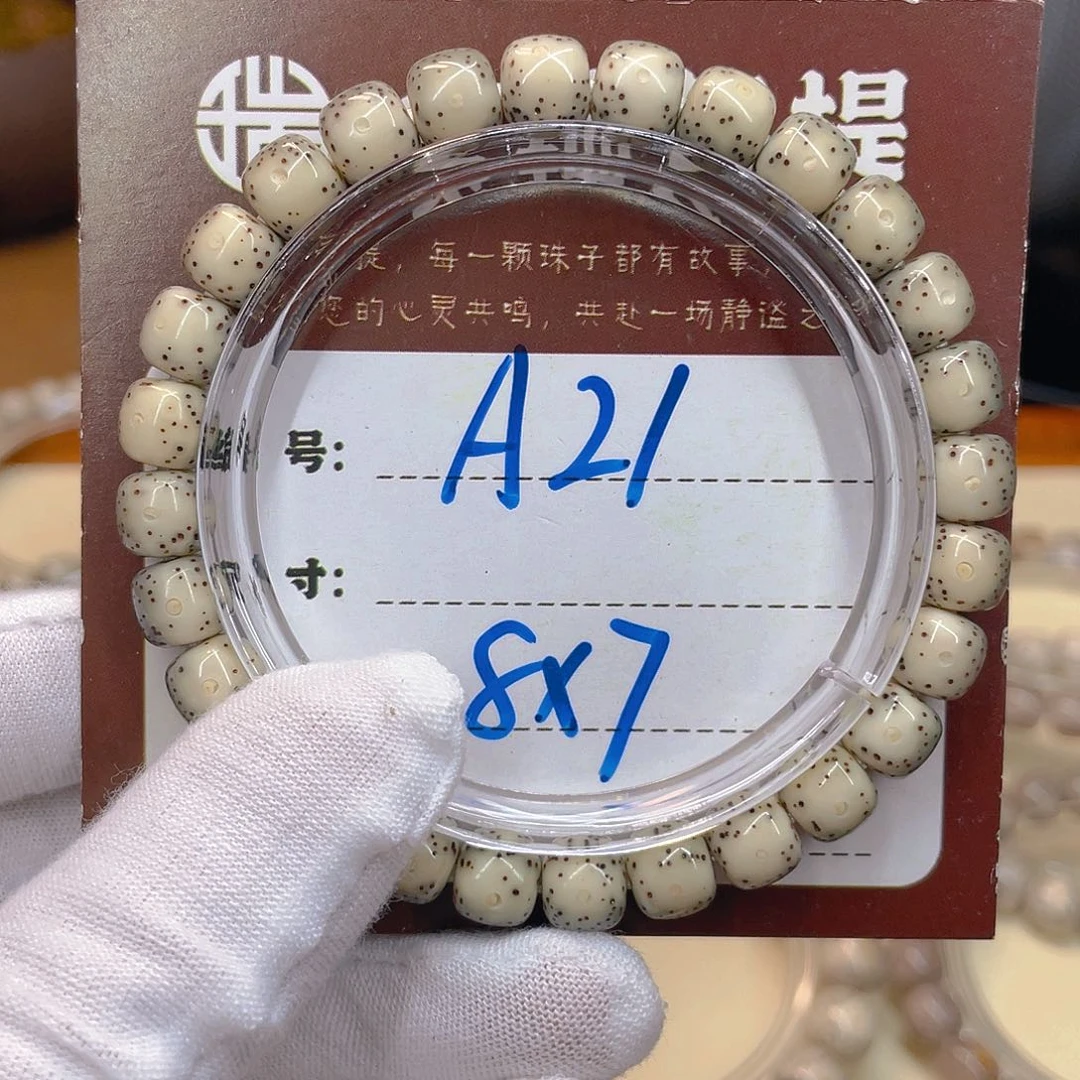 提
，每一颗珠子都有故事，
您的心灵共鸣，共赴一场静谧之
号：A21
寸：
8x7